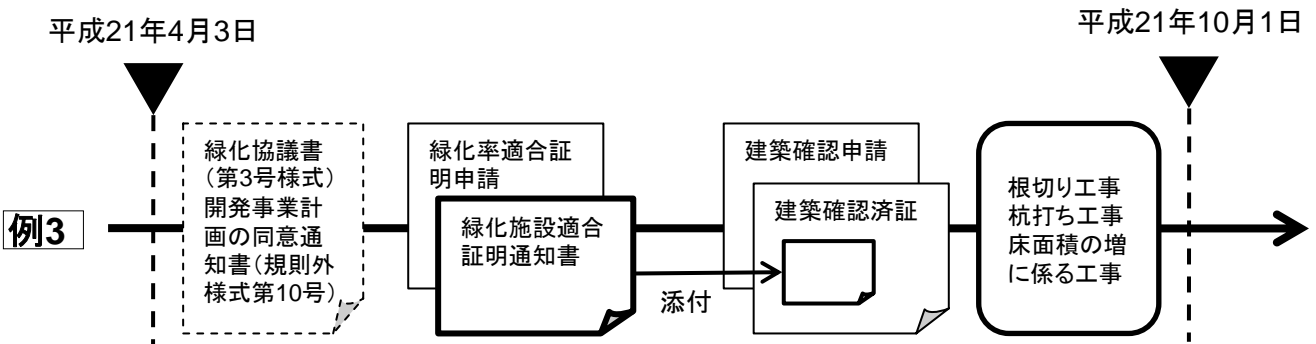 平成21年4月3日
平成21年10月1日
例3
緑化協議書
(第3号様式)
開発事業計
画の同意通
知書(規則外
様式第10号)
緑化率適合証
明申請
緑化施設適合
証明通知書
添付
建築確認申請
建築確認済証
根切り工事
杭打ち工事
床面積の増
に係る工事